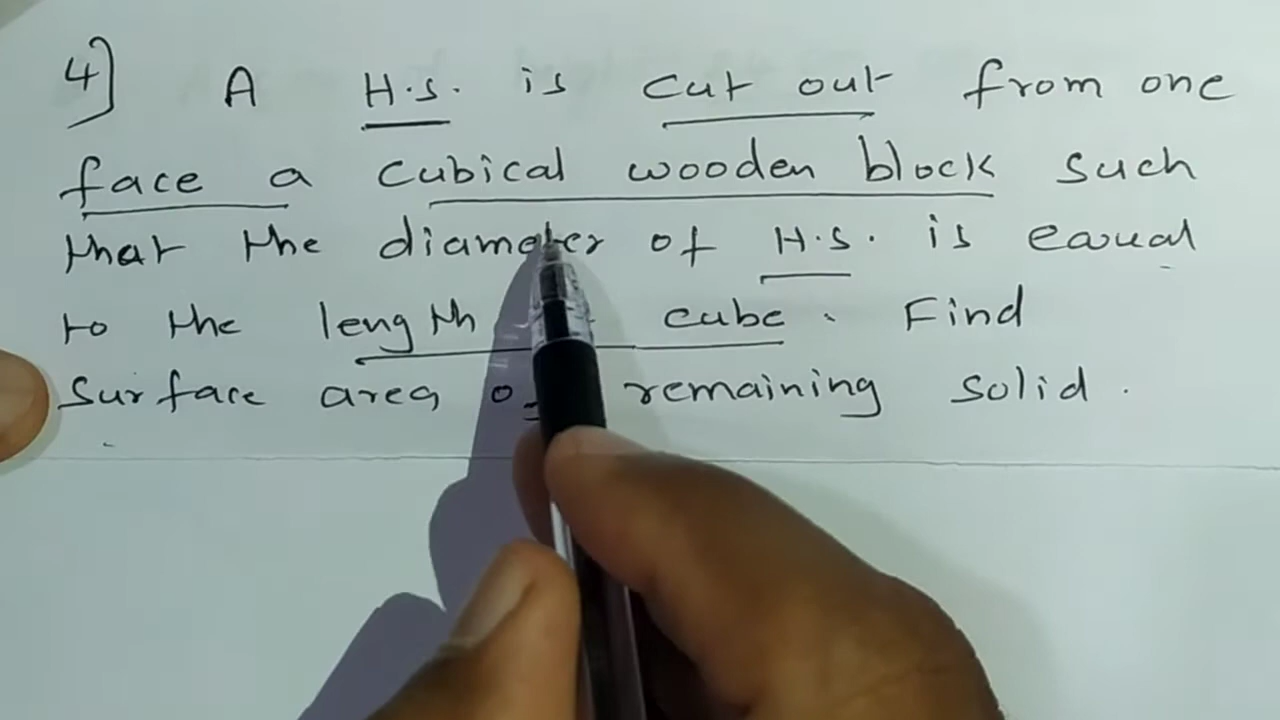 4] A H.S. is cut out from one
face a cubical wooden block such
that the diameter of H.S. is equal
to the length cube. Find
surface area of remaining solid.